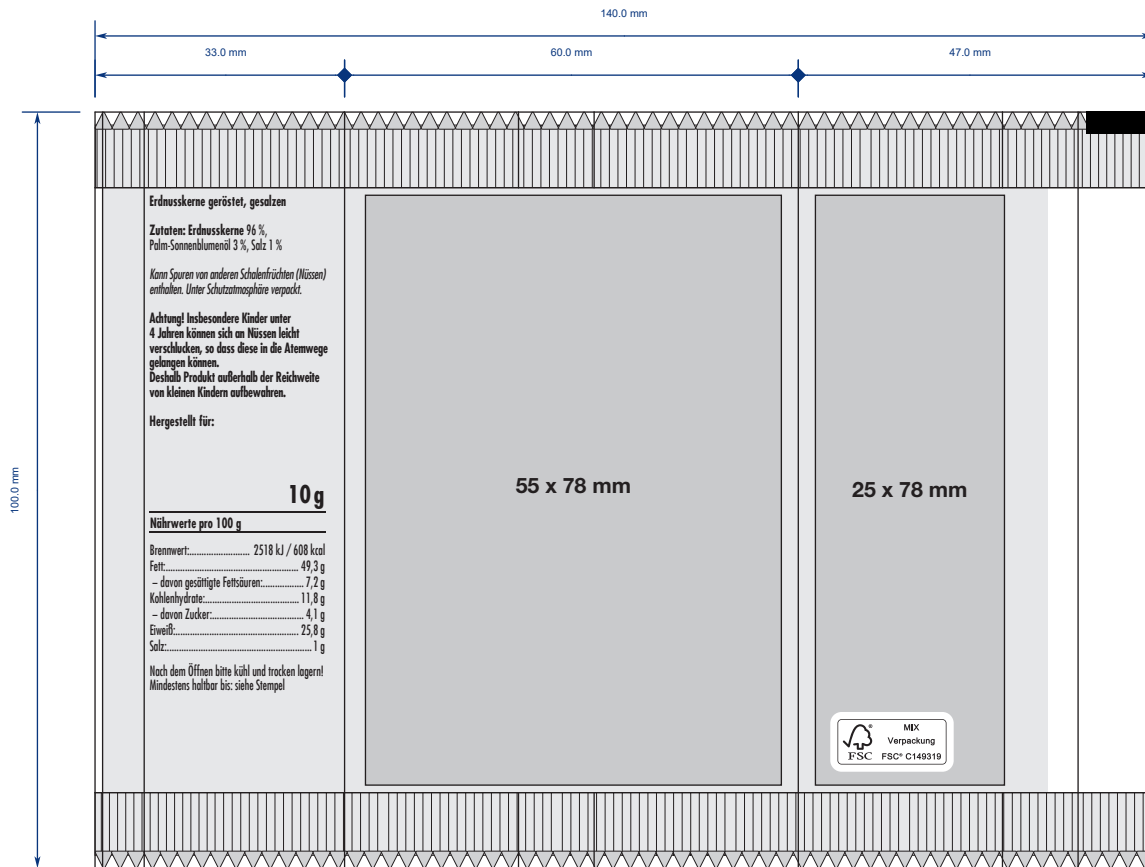 140.0 mm
33.0 mm
60.0 mm
47.0 mm
100.0 mm
Erdnusskerne geröstet, gesalzen
Zutaten: Erdnusskerne 96 %,
Palm-Sonnenblumenöl 3 %, Salz 1 %
Kann Spuren von anderen Schalenfrüchten (Nüssen)
enthalten. Unter Schutzatmosphäre verpackt.
Achtung! Insbesondere Kinder unter
4 Jahren können sich an Nüssen leicht
verschlucken, so dass diese in die Atemwege
gelangen können.
Deshalb Produkt außerhalb der Reichweite
von kleinen Kindern aufbewahren.
Hergestellt für:
10 g
Nährwerte pro 100 g
Brennwert:......................... 2518 kJ / 608 kcal
Fett:..................................................... 49,3 g
– davon gesättigte Fettsäuren:................ 7,2 g
Kohlenhydrate:...................................... 11,8 g
– davon Zucker:..................................... 4,1 g
Eiweiß:.................................................. 25,8 g
Salz:......................................................... 1 g
Nach dem Öffnen bitte kühl und trocken lagern!
Mindestens haltbar bis: siehe Stempel
55 x 78 mm
25 x 78 mm
®
FSC
MIX
Verpackung
FSC® C149319